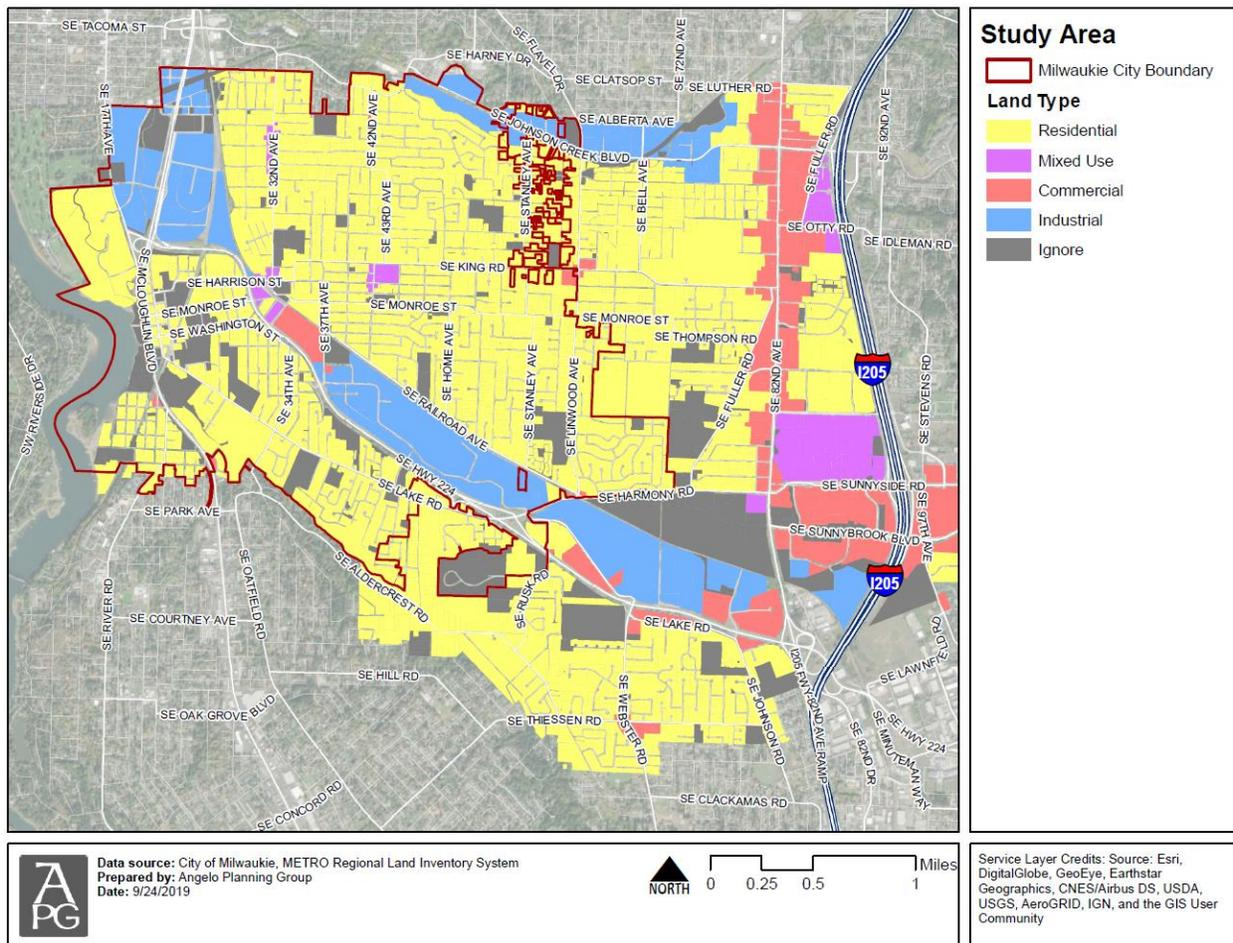 SE TACOMA ST
SE FLAVEL DR
SE 72ND AVE
SE HARNEY DR
SE CLATSOP ST
SE LUTHER RD
SE 17TH AVE
SE 92ND AVE
SE ALBERTA AVE
SE JOHNSON CREEK BLVD
SE 42ND AVE
SE 32ND AVE
SE FULLER RD
SE STANLEY AVE
SE BELL AVE
SE 43RD AVE
SE OTTY RD
SE IDLEMAN RD
SE KING RD
SE MCLOUGHLIN BLVD
SE HARRISON ST
SE MONROE ST
SE WASHINGTON ST
SE 37TH AVE
SE MONROE ST
SE MONROE ST
SE THOMPSON RD
SW RIVERSIDE DR
SE 34TH AVE
SE HOME AVE
SE STANLEY AVE
SE LINWOOD AVE
SE FULLER RD
SE 82ND AVE
I205
SE STEVENS RD
SE RAILROAD AVE
SE HWY 224
SE LAKE RD
SE HARMONY RD
SE SUNNYSIDE RD
SE 97TH AVE
SE PARK AVE
SE SUNNYBROOK BLVD
SE OATFIELD RD
SE ALDERCREST RD
SE RUSK RD
I205
SE RIVER RD
SE COURTNEY AVE
SE LAKE RD
SE LAWNFIELD RD
SE HILL RD
SE WEBSTER RD
SE JOHNSON RD
I205 FWY-82ND AVE RAMP
SE OAK GROVE BLVD
SE THIESSEN RD
SE 82ND DR
SE HWY 224
SE MINUTEMAN WAY
SE CONCORD RD
SE CLACKAMAS RD
Study Area
Milwaukie City Boundary
Land Type
Residential
Mixed Use
Commercial
Industrial
Ignore
APG
Data source: City of Milwaukie, METRO Regional Land Inventory System
Prepared by: Angelo Planning Group
Date: 9/24/2019
NORTH
Miles
0 0.25 0.5 1
Service Layer Credits: Source: Esri,
DigitalGlobe, GeoEye, Earthstar
Geographics, CNES/Airbus DS, USDA,
USGS, AeroGRID, IGN, and the GIS User
Community